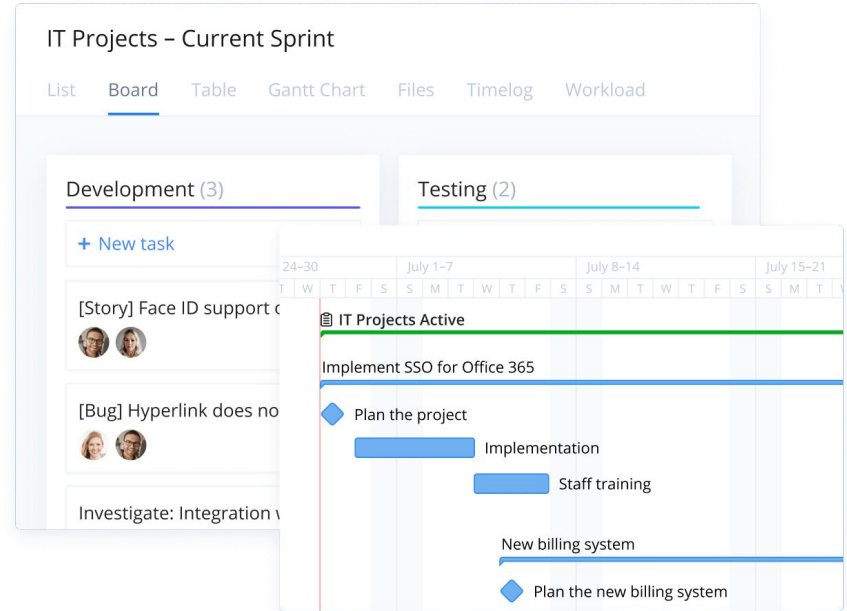 IT Projects – Current Sprint
List Board Table Gantt Chart Files Timelog Workload
Development (3)
Testing (2)
+ New task
[Story] Face ID support
[Bug] Hyperlink does
Investigate: Integration
24–30 July 1–7 July 8–14 July 15–21
T W T F S S M T W T F S S M T W T F S S M T
IT Projects Active
Implement SSO for Office 365
Plan the project
Implementation
Staff training
New billing system
Plan the new billing system